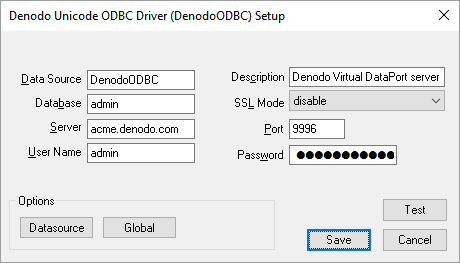 Denodo Unicode ODBC Driver (DenodoODBC) Setup
Data Source DenodoODBC
Description Denodo Virtual DataPort server
Database admin
SSL Mode disable
Server acme.denodo.com
Port 9996
User Name admin
Password ●●●●●●●●●●●
Options
Datasource Global
Test
Save Cancel